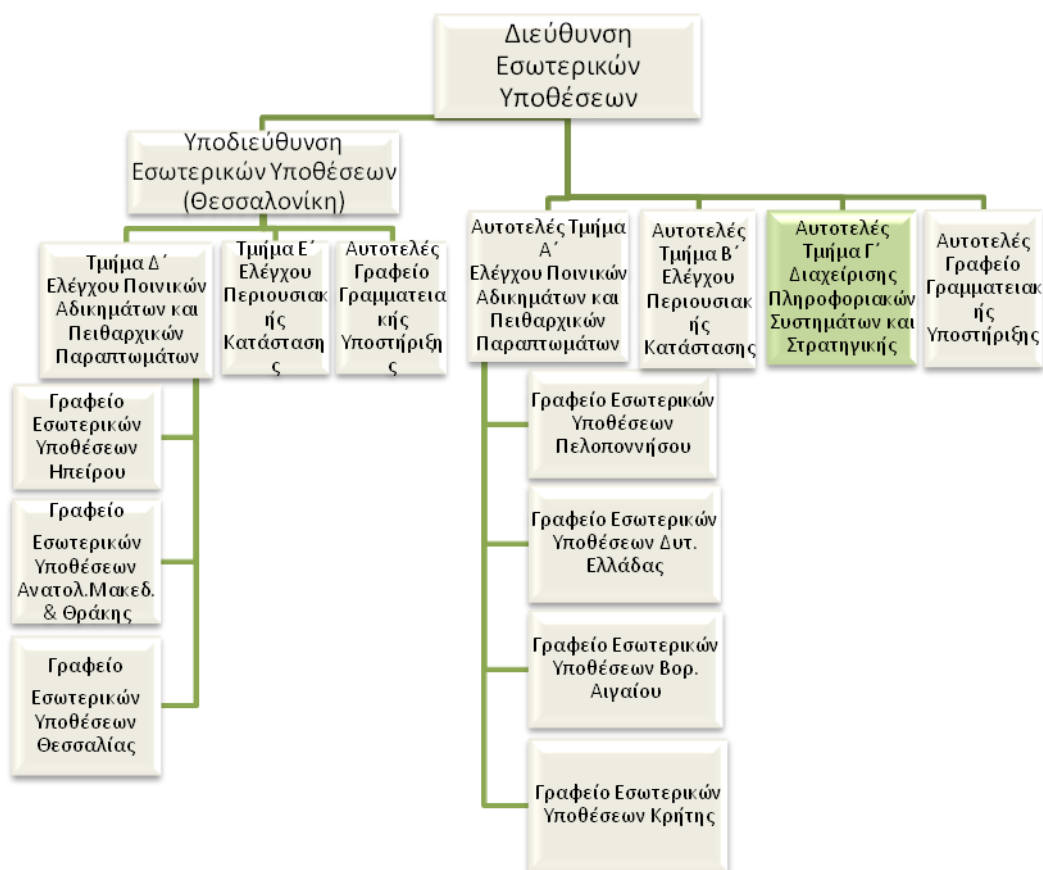 Διεύθυνση
Εσωτερικών
Υποθέσεων
Υποδιεύθυνση
Εσωτερικών Υποθέσεων
(Θεσσαλονίκη)
Τμήμα Δ΄
Ελέγχου Ποινικών
Αδικημάτων και
Πειθαρχικών
Παραπτωμάτων
Τμήμα Ε΄
Ελέγχου
Περιουσιακ
ής
Κατάσταση
ς
Αυτοτελές
Γραφείο
Γραμματεια
κής
Υποστήριξη
ς
Αυτοτελές Τμήμα
Α΄
Ελέγχου Ποινικών
Αδικημάτων και
Πειθαρχικών
Παραπτωμάτων
Αυτοτελές
Τμήμα Β΄
Ελέγχου
Περιουσιακ
ής
Κατάστασης
Αυτοτελές
Τμήμα Γ΄
Διαχείρισης
Πληροφοριακών
Συστημάτων και
Στρατηγικής
Αυτοτελές
Γραφείο
Γραμματειακ
ής
Υποστήριξης
Γραφείο
Εσωτερικών
Υποθέσεων
Ηπείρου
Γραφείο
Εσωτερικών
Υποθέσεων
Ανατολ.Μακεδ.
& Θράκης
Γραφείο
Εσωτερικών
Υποθέσεων
Θεσσαλίας
Γραφείο Εσωτερικών
Υποθέσεων
Πελοποννήσου
Γραφείο Εσωτερικών
Υποθέσεων Δυτ.
Ελλάδας
Γραφείο Εσωτερικών
Υποθέσεων Βορ.
Αιγαίου
Γραφείο Εσωτερικών
Υποθέσεων Κρήτης